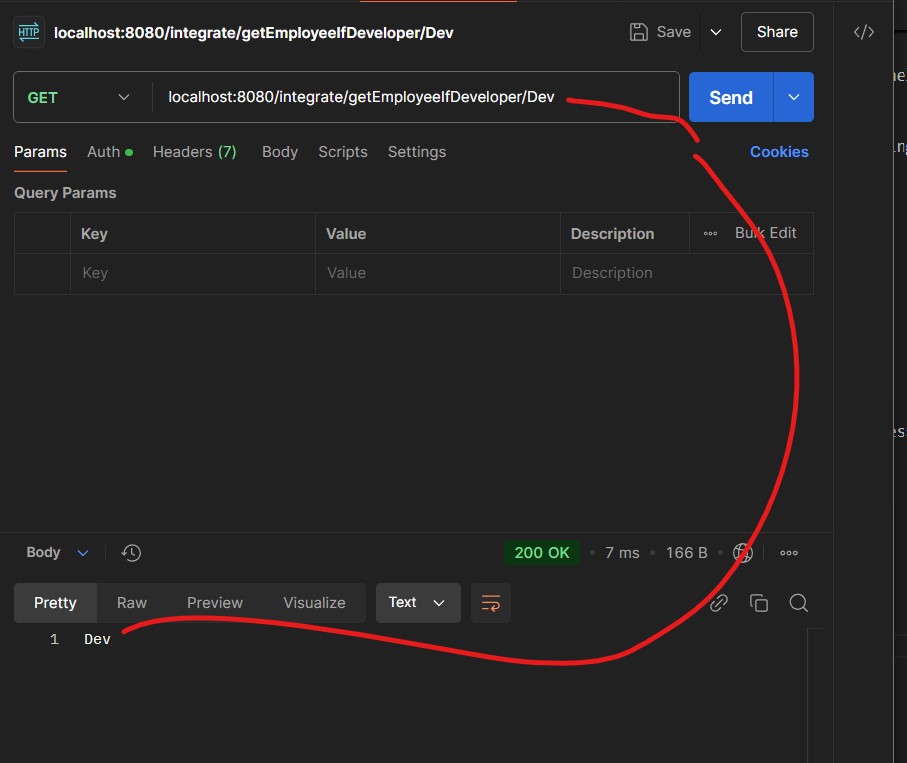 HTTP localhost:8080/integrate/getEmployeeIfDeveloper/Dev Save Share
GET localhost:8080/integrate/getEmployeeIfDeveloper/Dev Send
Params Auth Headers (7) Body Scripts Settings Cookies
Query Params
Key Value Description Bulk Edit
Key Value Description
Body 200 OK 7 ms 166 B
Pretty Raw Preview Visualize Text
1 Dev